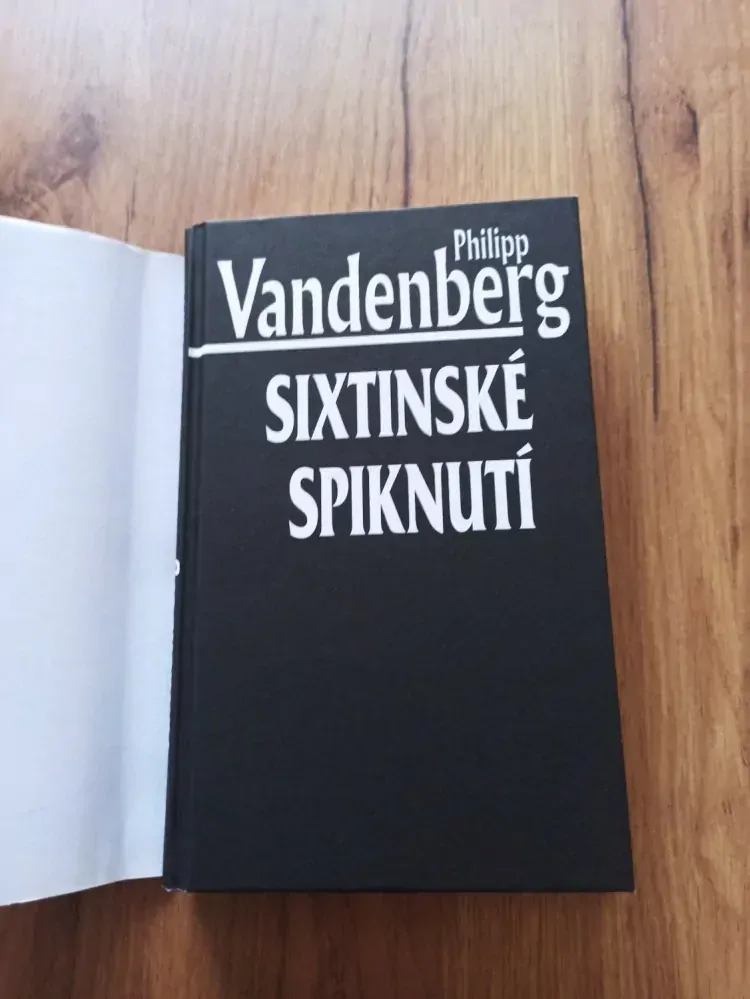 Philipp
Vandenberg
SIXTINSKÉ
SPIKNUTÍ